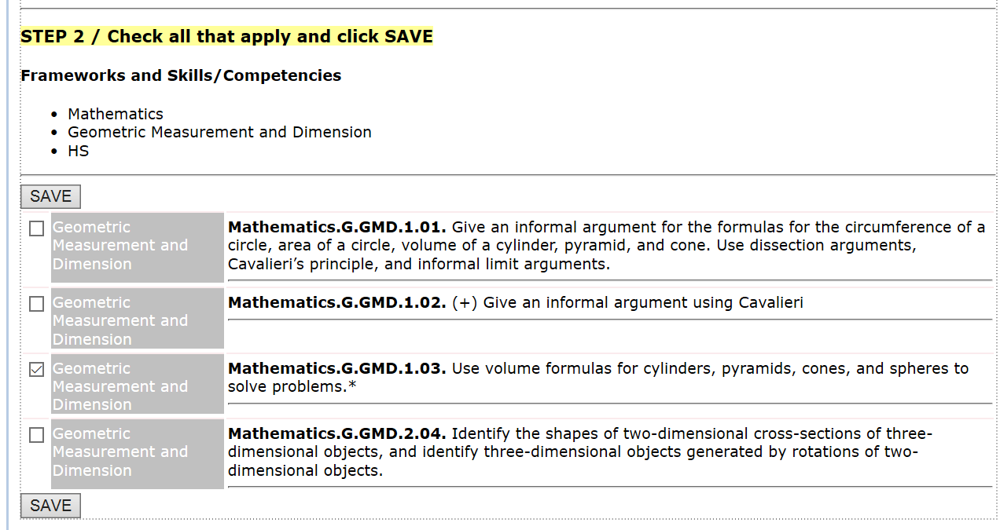 STEP 2 / Check all that apply and click SAVE
Frameworks and Skills/Competencies
• Mathematics
• Geometric Measurement and Dimension
• HS
SAVE
Geometric
Measurement and
Dimension
Mathematics.G.GMD.1.01. Give an informal argument for the formulas for the circumference of a
circle, area of a circle, volume of a cylinder, pyramid, and cone. Use dissection arguments,
Cavalieri’s principle, and informal limit arguments.
Geometric
Measurement and
Dimension
Mathematics.G.GMD.1.02. (+) Give an informal argument using Cavalieri
Geometric
Measurement and
Dimension
Mathematics.G.GMD.1.03. Use volume formulas for cylinders, pyramids, cones, and spheres to
solve problems.*
Geometric
Measurement and
Dimension
Mathematics.G.GMD.2.04. Identify the shapes of two-dimensional cross-sections of three-
dimensional objects, and identify three-dimensional objects generated by rotations of two-
dimensional objects.
SAVE